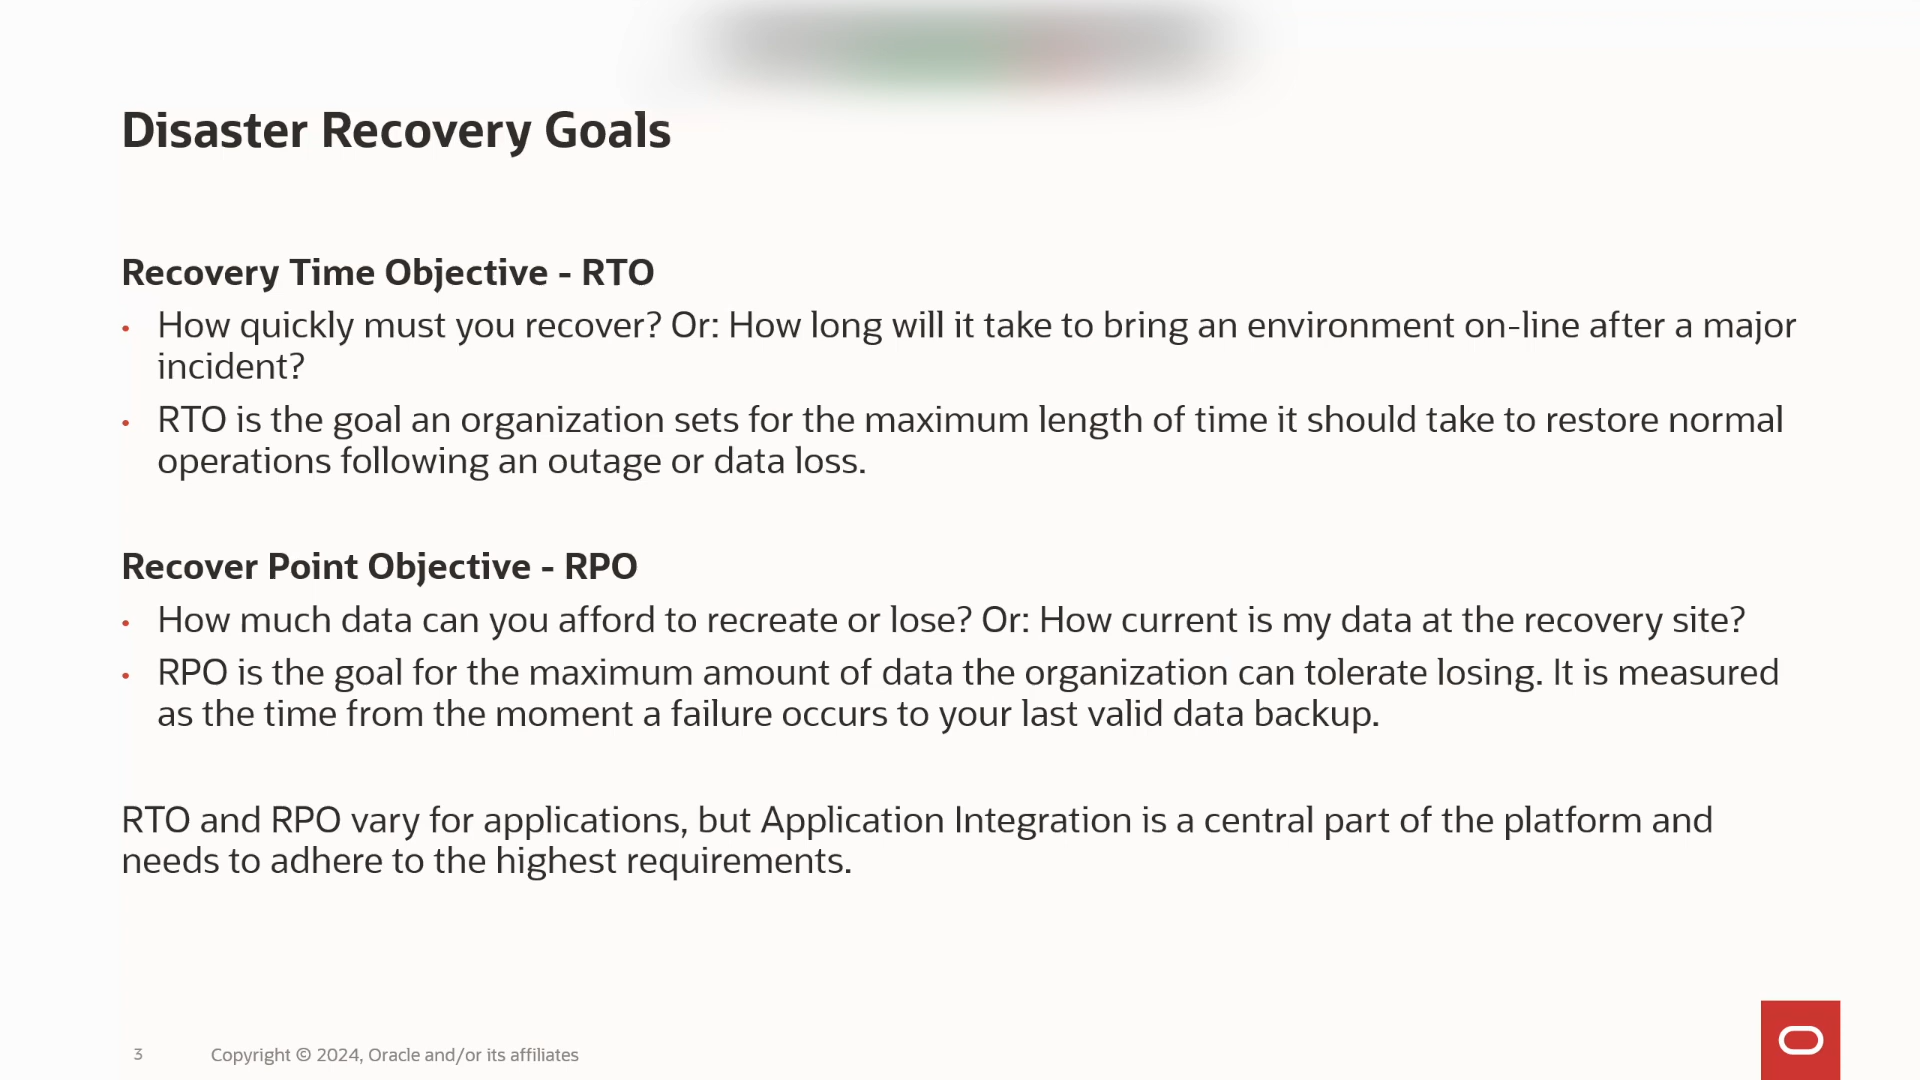 Disaster Recovery Goals
Recovery Time Objective - RTO
• How quickly must you recover? Or: How long will it take to bring an environment on-line after a major
incident?
• RTO is the goal an organization sets for the maximum length of time it should take to restore normal
operations following an outage or data loss.
Recover Point Objective - RPO
• How much data can you afford to recreate or lose? Or: How current is my data at the recovery site?
• RPO is the goal for the maximum amount of data the organization can tolerate losing. It is measured
as the time from the moment a failure occurs to your last valid data backup.
RTO and RPO vary for applications, but Application Integration is a central part of the platform and
needs to adhere to the highest requirements.
3 Copyright © 2024, Oracle and/or its affiliates